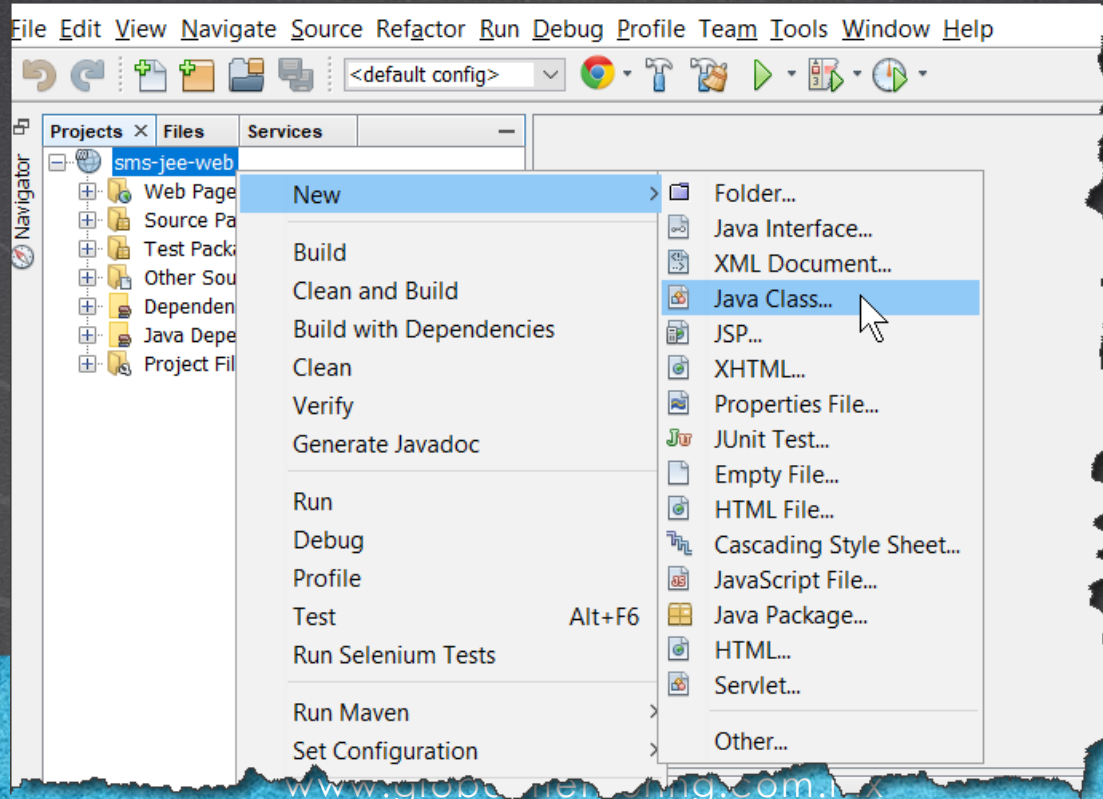 File Edit View Navigate Source Refactor Run Debug Profile Team Tools Window Help
<default config>
Projects Files Services
Navigator
sms-jee-web
Web Page
Source Pa
Test Pack
Other Sou
Dependen
Java Depe
Project Fil
New
Build
Clean and Build
Build with Dependencies
Clean
Verify
Generate Javadoc
Run
Debug
Profile
Test Alt+F6
Run Selenium Tests
Run Maven
Set Configuration
Folder...
Java Interface...
XML Document...
Java Class...
JSP...
XHTML...
Properties File...
JUnit Test...
Empty File...
HTML File...
Cascading Style Sheet...
JavaScript File...
Java Package...
HTML...
Servlet...
Other...